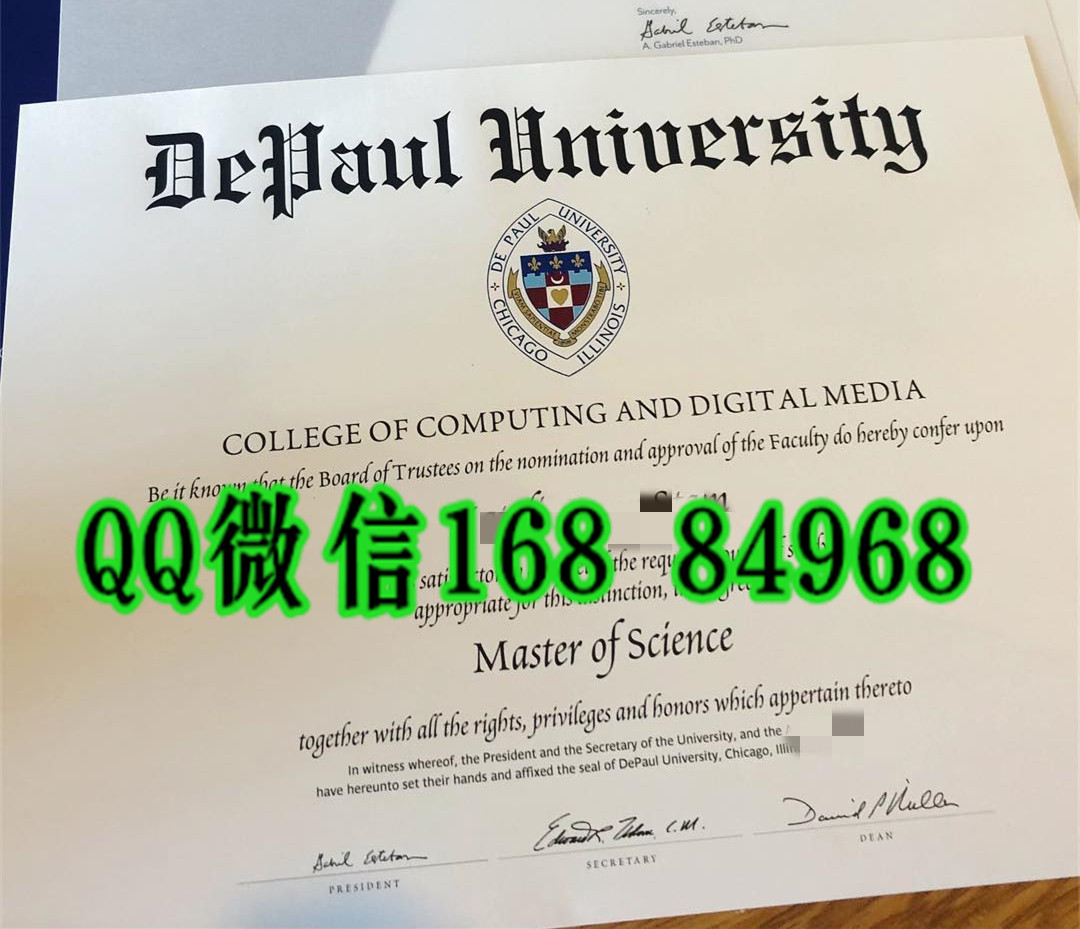 Sincerely,
A. Gabriel Esteban, PhD
DePaul University
DE PAUL UNIVERSITY
CHICAGO ILLINOIS
COLLEGE OF COMPUTING AND DIGITAL MEDIA
Be it known that the Board of Trustees on the nomination and approval of the Faculty do hereby confer upon
QQ微信168 84968
the
appropriate for this
Master of Science
together with all the rights, privileges and honors which appertain thereto
In witness whereof, the President and the Secretary of the University, and the
have hereunto set their hands and affixed the seal of DePaul University, Chicago,
PRESIDENT
SECRETARY
DEAN